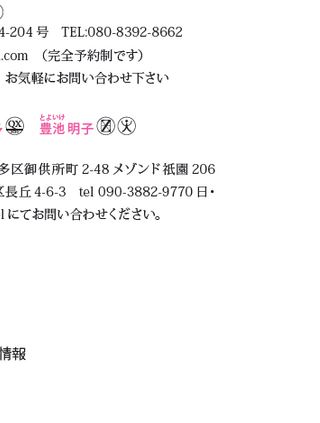 4-204 号　TEL:080-8392-8662
.com　(完全予約制です)
お気軽にお問い合わせ下さい
QX とよいけ
豊池 明子
多区御供所町 2-48 メゾンド祇園 206
区長丘 4-6-3　tel 090-3882-9770 日・
lにてお問い合わせください。
情報